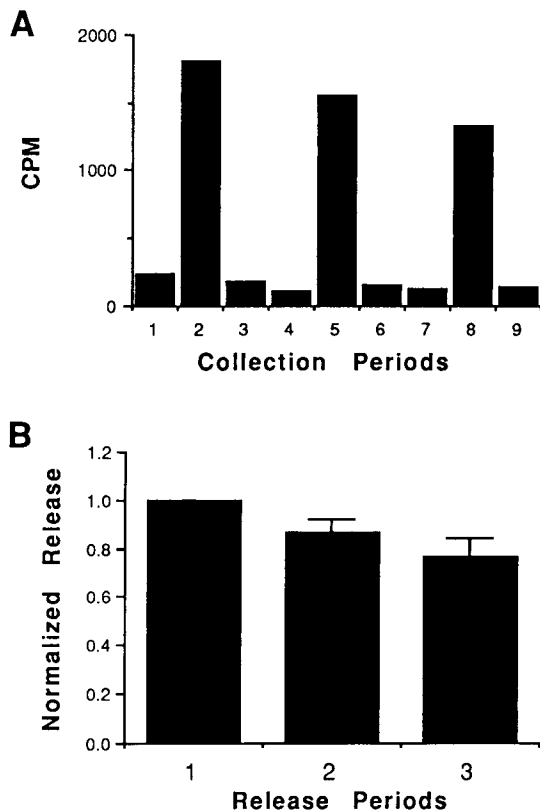 A
CPM
2000
1000
0
1 2 3 4 5 6 7 8 9
Collection Periods
B
Normalized Release
1.2
1.0
0.8
0.6
0.4
0.2
0.0
1 2 3
Release Periods